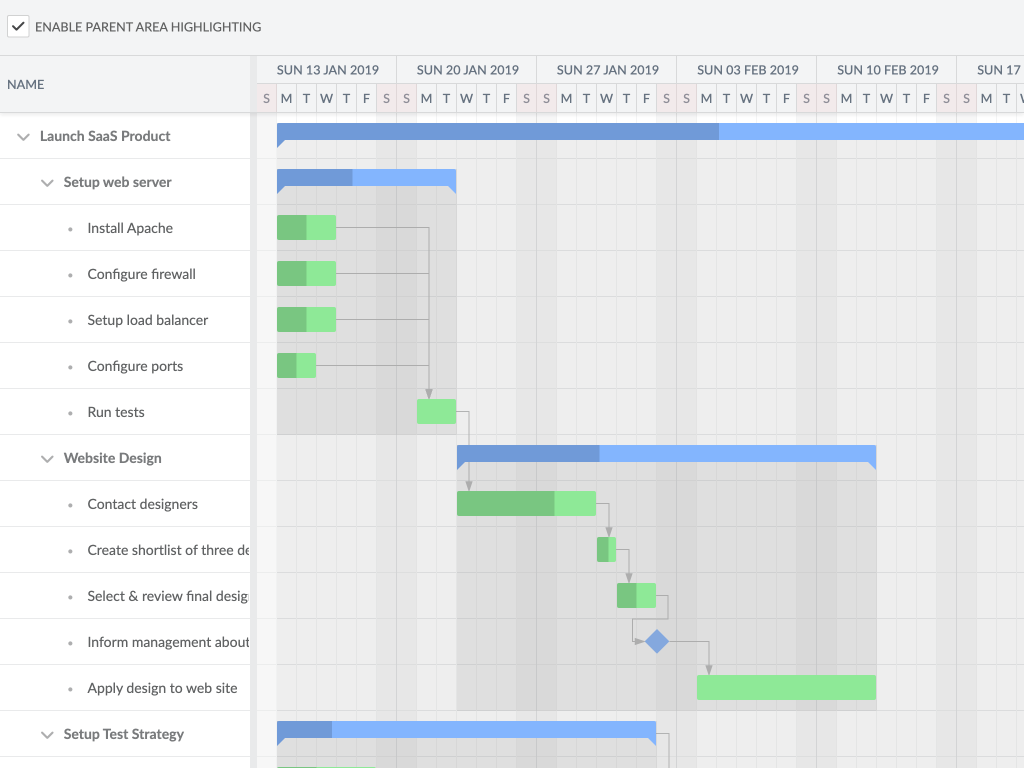 ENABLE PARENT AREA HIGHLIGHTING
NAME
SUN 13 JAN 2019 SUN 20 JAN 2019 SUN 27 JAN 2019 SUN 03 FEB 2019 SUN 10 FEB 2019 SUN 17
S M T W T F S S M T W T F S S M T W T F S S M T W T F S S M T W T F S S M T W
Launch SaaS Product
Setup web server
Install Apache
Configure firewall
Setup load balancer
Configure ports
Run tests
Website Design
Contact designers
Create shortlist of three de
Select & review final desig
Inform management about
Apply design to web site
Setup Test Strategy